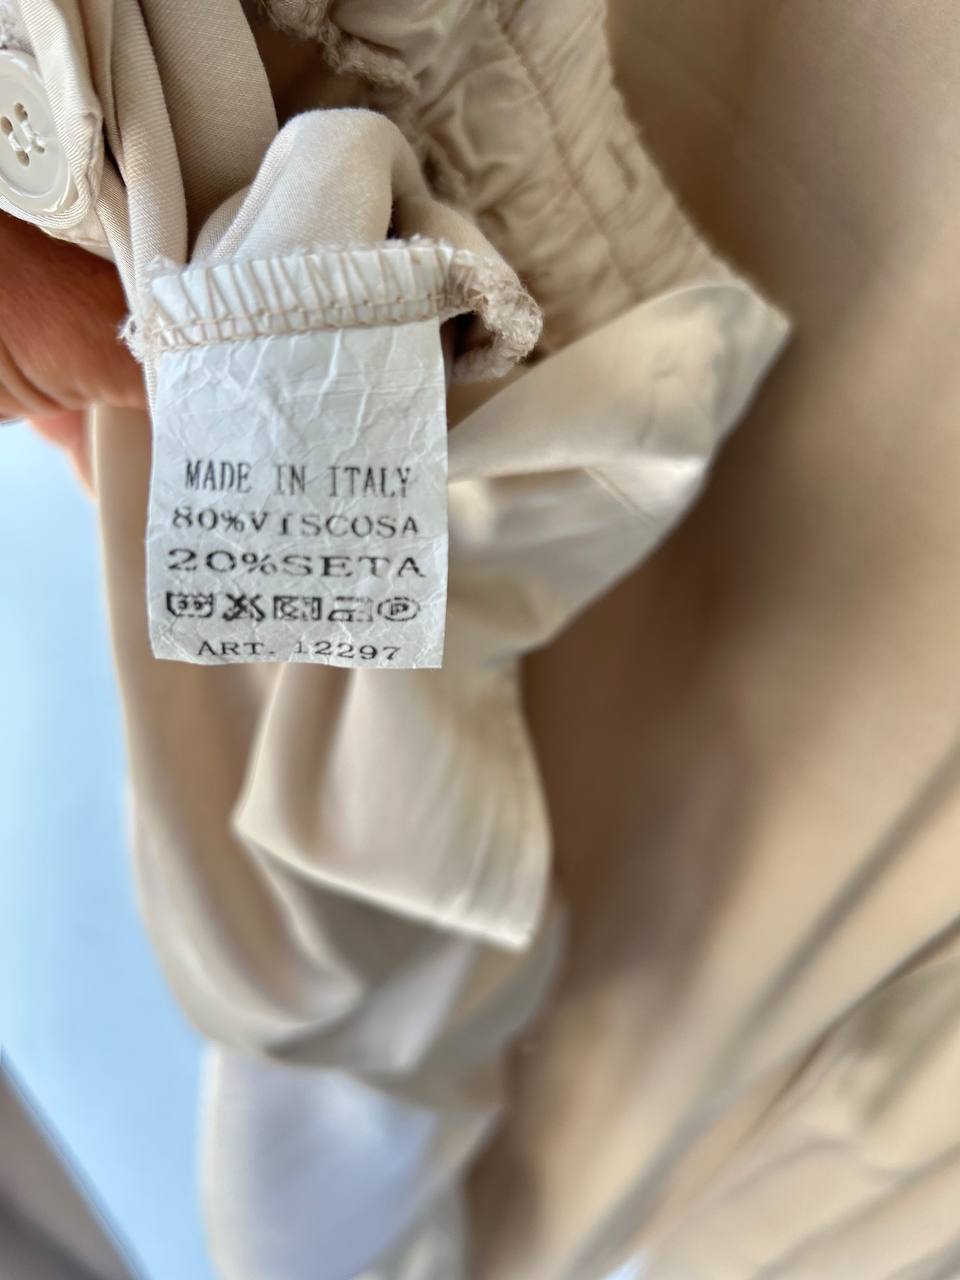 MADE IN ITALY
80%VISCOSA
20%SETA
P
ART. 12297